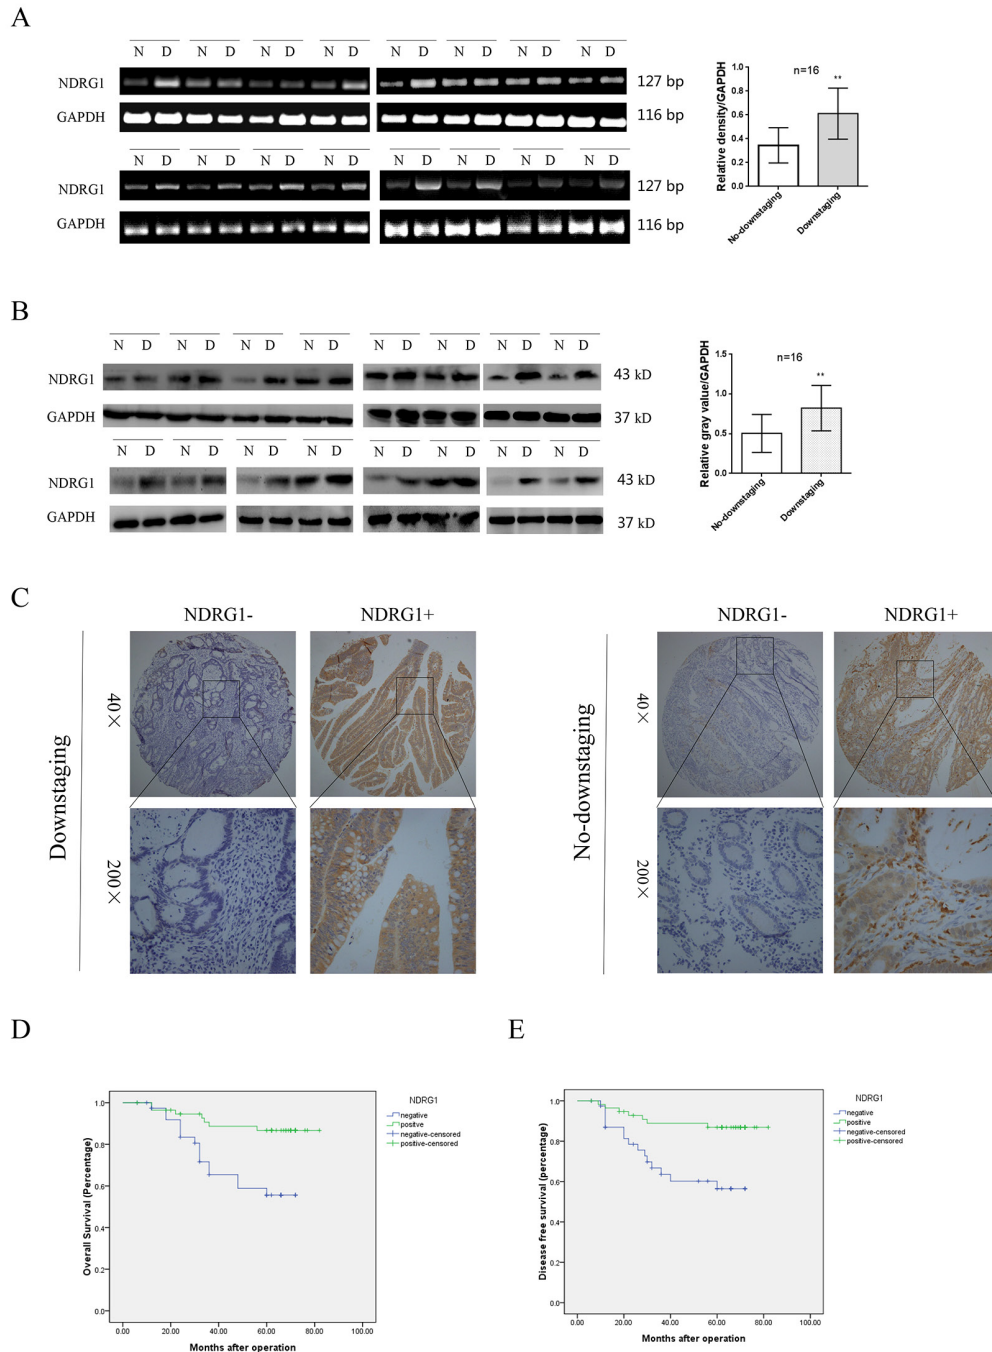 A
N D N D N D N D N D N D N D N D
NDRG1 127 bp
GAPDH 116 bp
N D N D N D N D N D N D N D N D
NDRG1 127 bp
GAPDH 116 bp
Relative density/GAPDH
1.0
0.8
0.6
0.4
0.2
0.0
n=16
**
No-downstaging
Downstaging
B
N D N D N D N D N D N D N D N D
NDRG1 43 kD
GAPDH 37 kD
N D N D N D N D N D N D N D N D
NDRG1 43 kD
GAPDH 37 kD
Relative gray value/GAPDH
1.5
1.0
0.5
0.0
n=16
**
No-downstaging
Downstaging
C
NDRG1- NDRG1+
Downstaging
40×
200×
NDRG1- NDRG1+
No-downstaging
40×
200×
D
Overall Survival (Percentage)
1.0
0.8
0.6
0.4
0.2
0.0
0.00 20.00 40.00 60.00 80.00 100.00
Months after operation
NDRG1
negative
positve
negative-censored
positive-censored
E
Disease free survival (percentage)
1.0
0.8
0.6
0.4
0.2
0.0
0.00 20.00 40.00 60.00 80.00 100.00
Months after operation
NDRG1
negative
positive
negative-censored
positive-censored